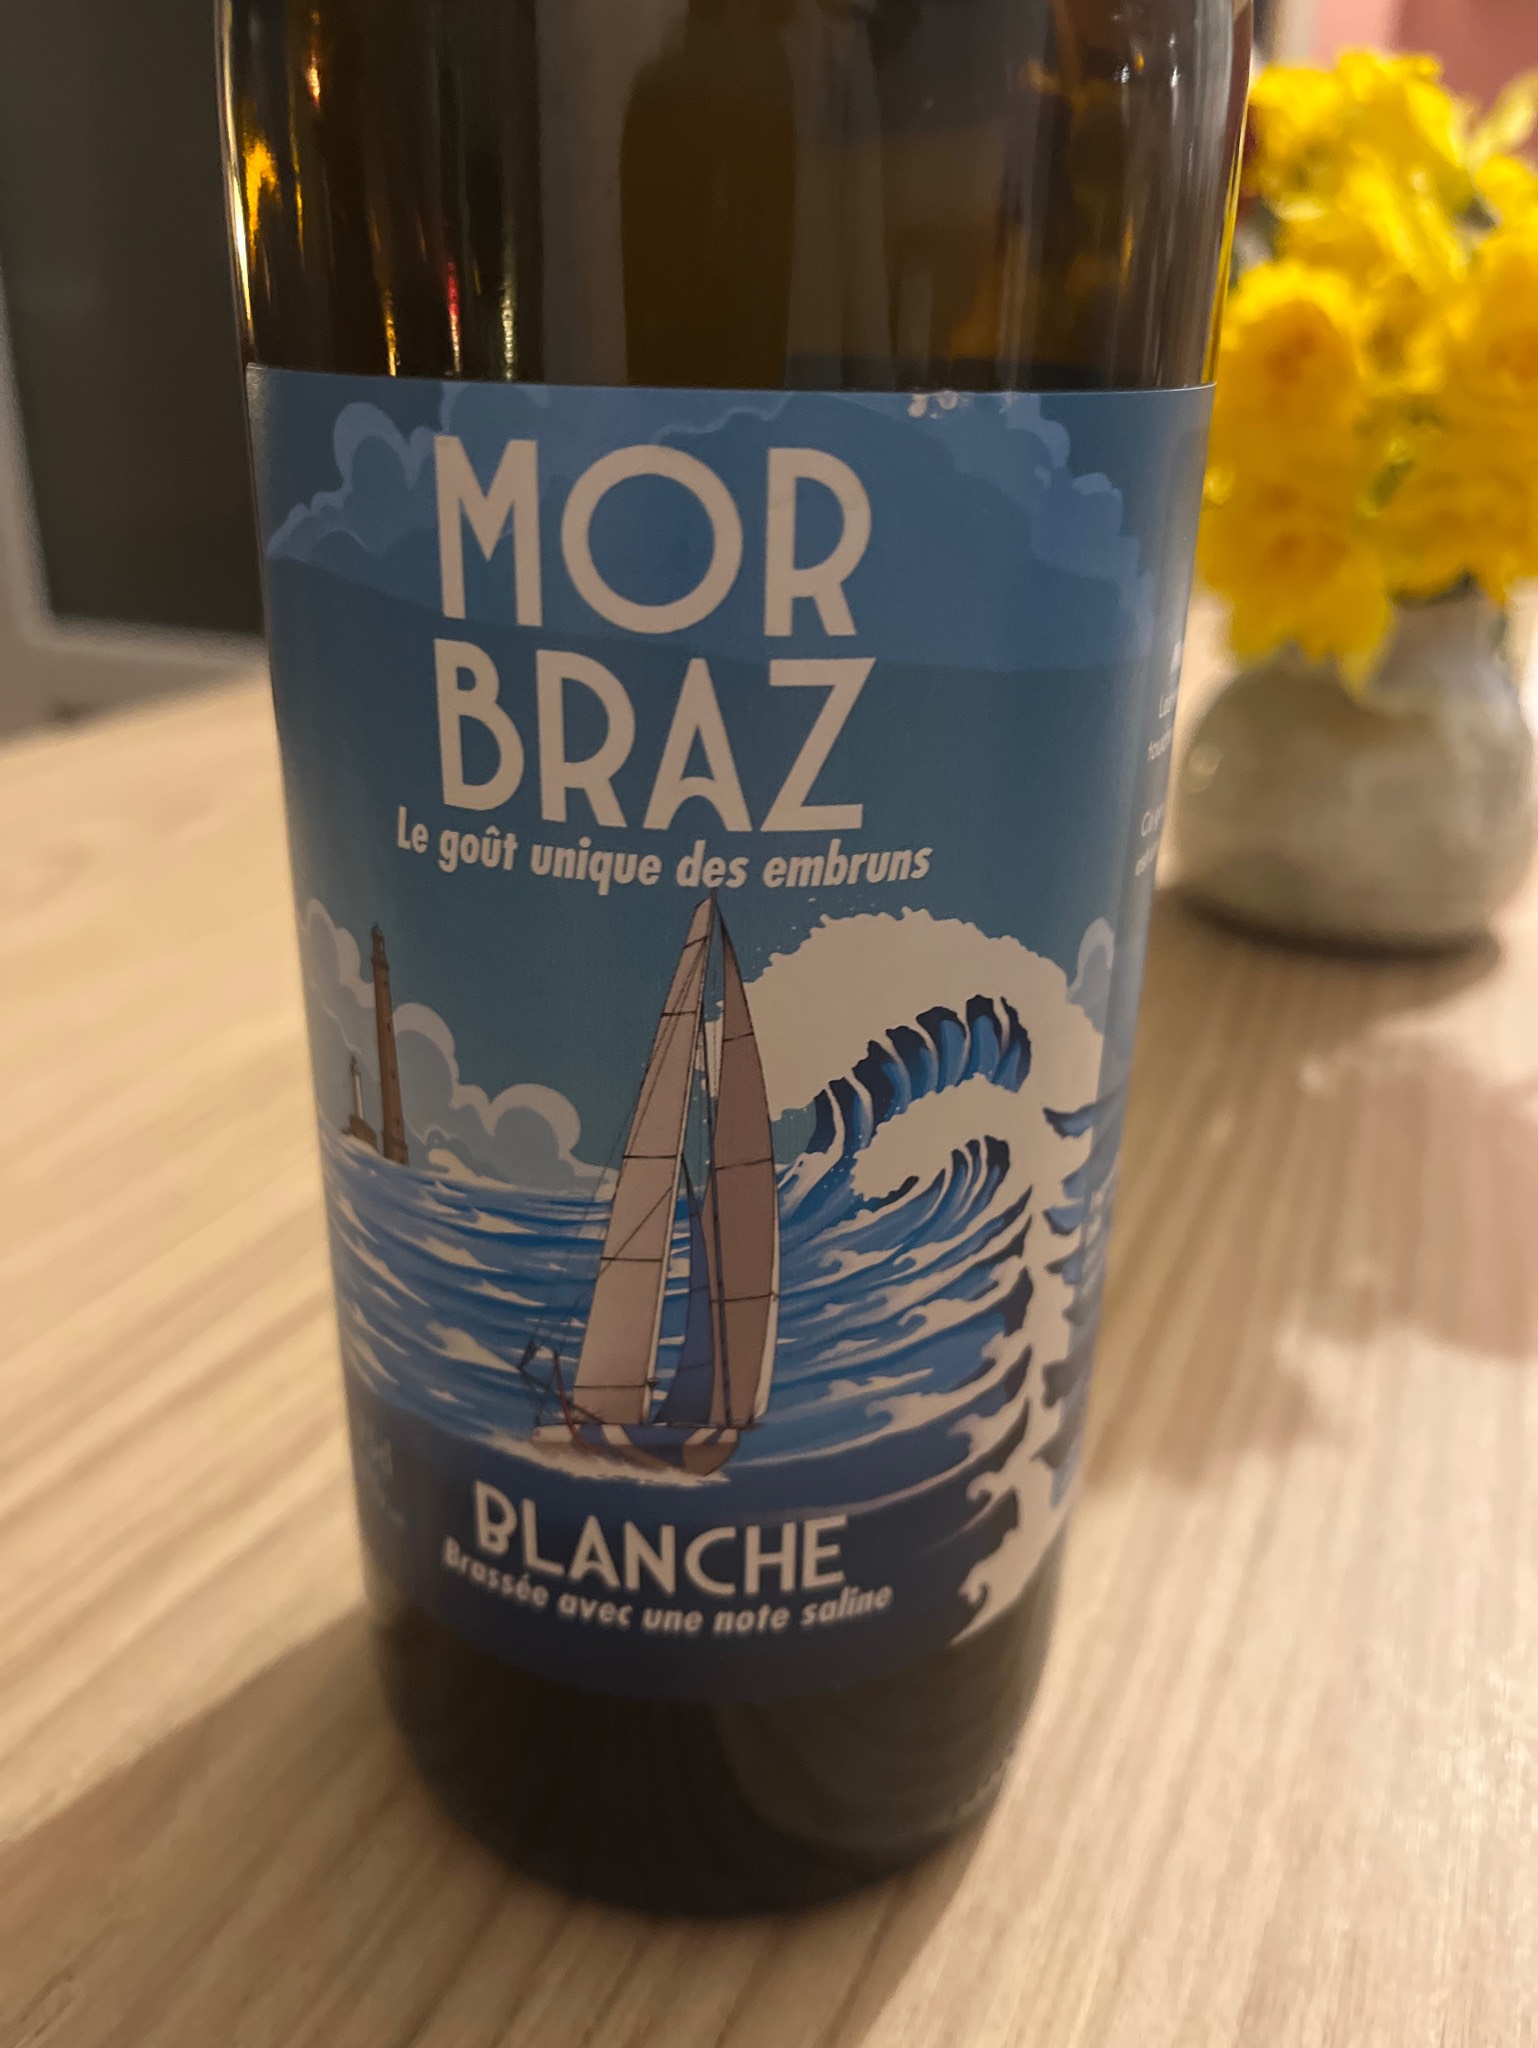 MOR
BRAZ
Le goût unique des embruns
BLANCHE
Brassée avec une note saline